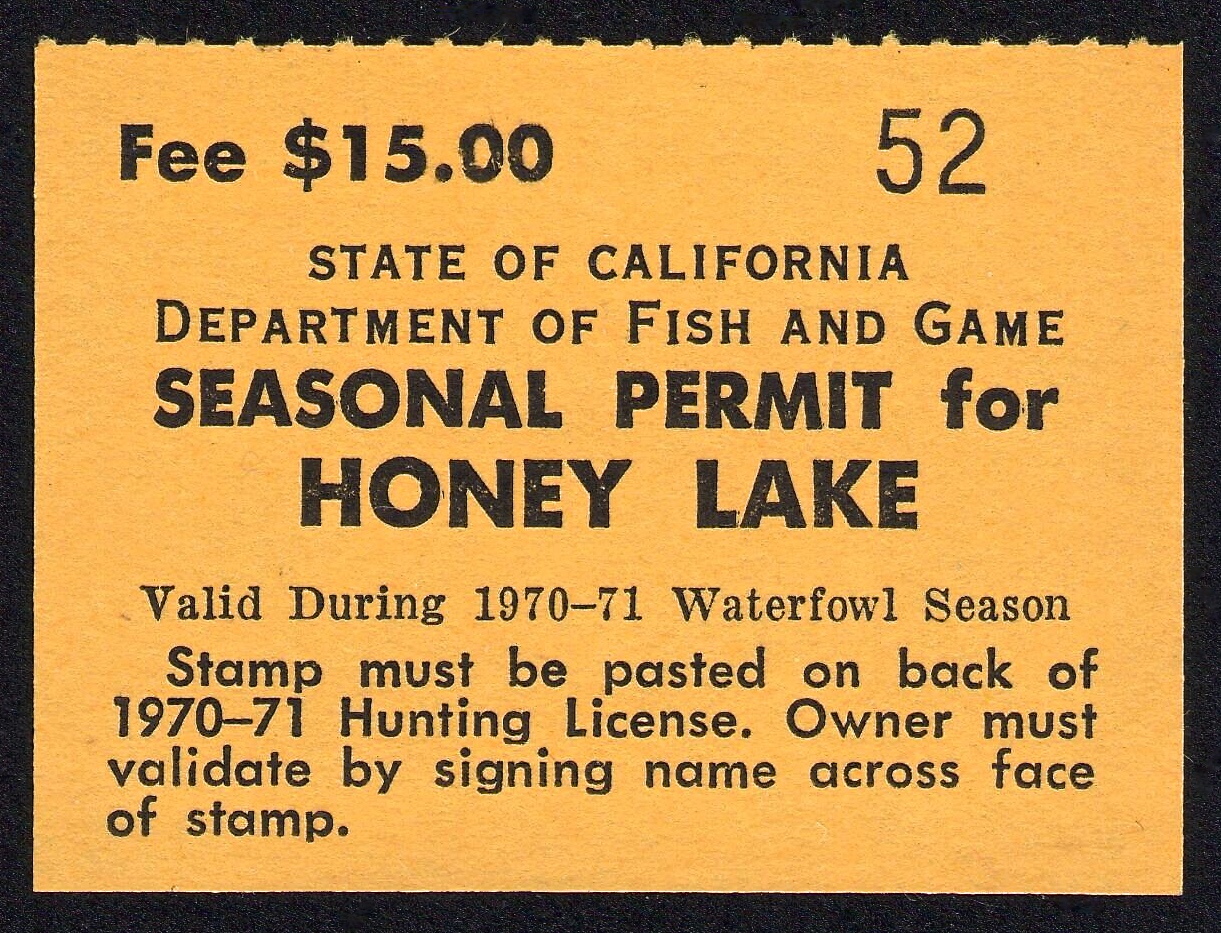 Fee $15.00 52
STATE OF CALIFORNIA
DEPARTMENT OF FISH AND GAME
SEASONAL PERMIT for
HONEY LAKE
Valid During 1970–71 Waterfowl Season
Stamp must be pasted on back of
1970–71 Hunting License. Owner must
validate by signing name across face
of stamp.